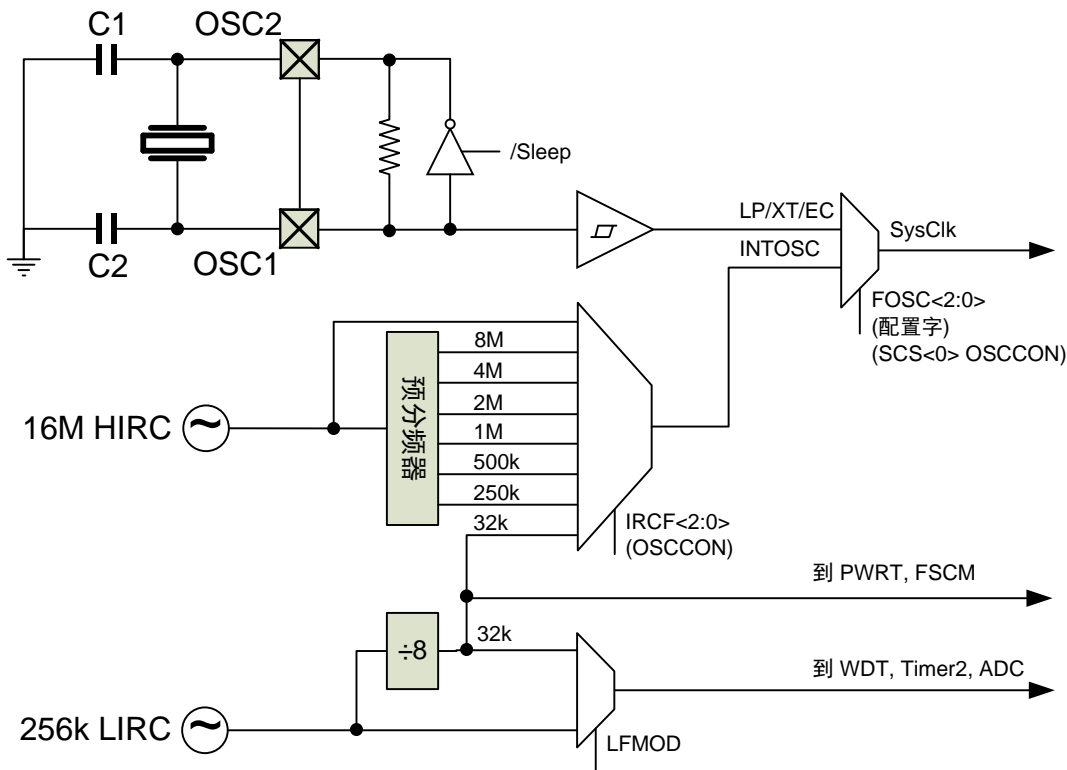 C1
OSC2
/Sleep
C2
OSC1
LP/XT/EC
INTOSC
SysClk
FOSC<2:0>
(配置字)
(SCS<0> OSCCON)
16M HIRC
预分频器
8M
4M
2M
1M
500k
250k
32k
IRCF<2:0>
(OSCCON)
到 PWRT, FSCM
÷8
32k
到 WDT, Timer2, ADC
256k LIRC
LFMOD